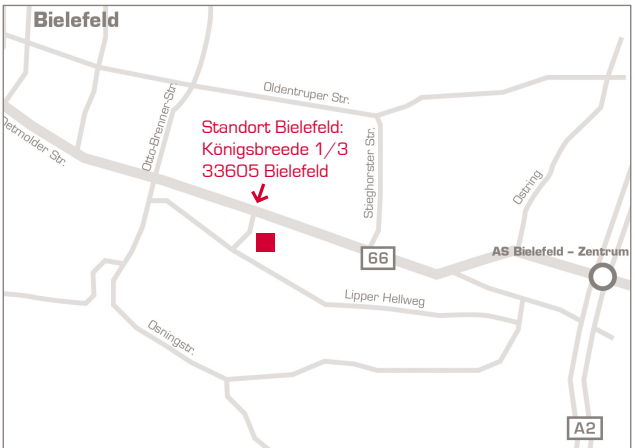 Bielefeld
Oldentruper Str.
Otto-Brenner-Str.
Detmolder Str.
Standort Bielefeld:
Königsbreede 1/3
33605 Bielefeld
Stieghorster Str.
Ostring
AS Bielefeld – Zentrum
66
Lipper Hellweg
Osningstr.
A2